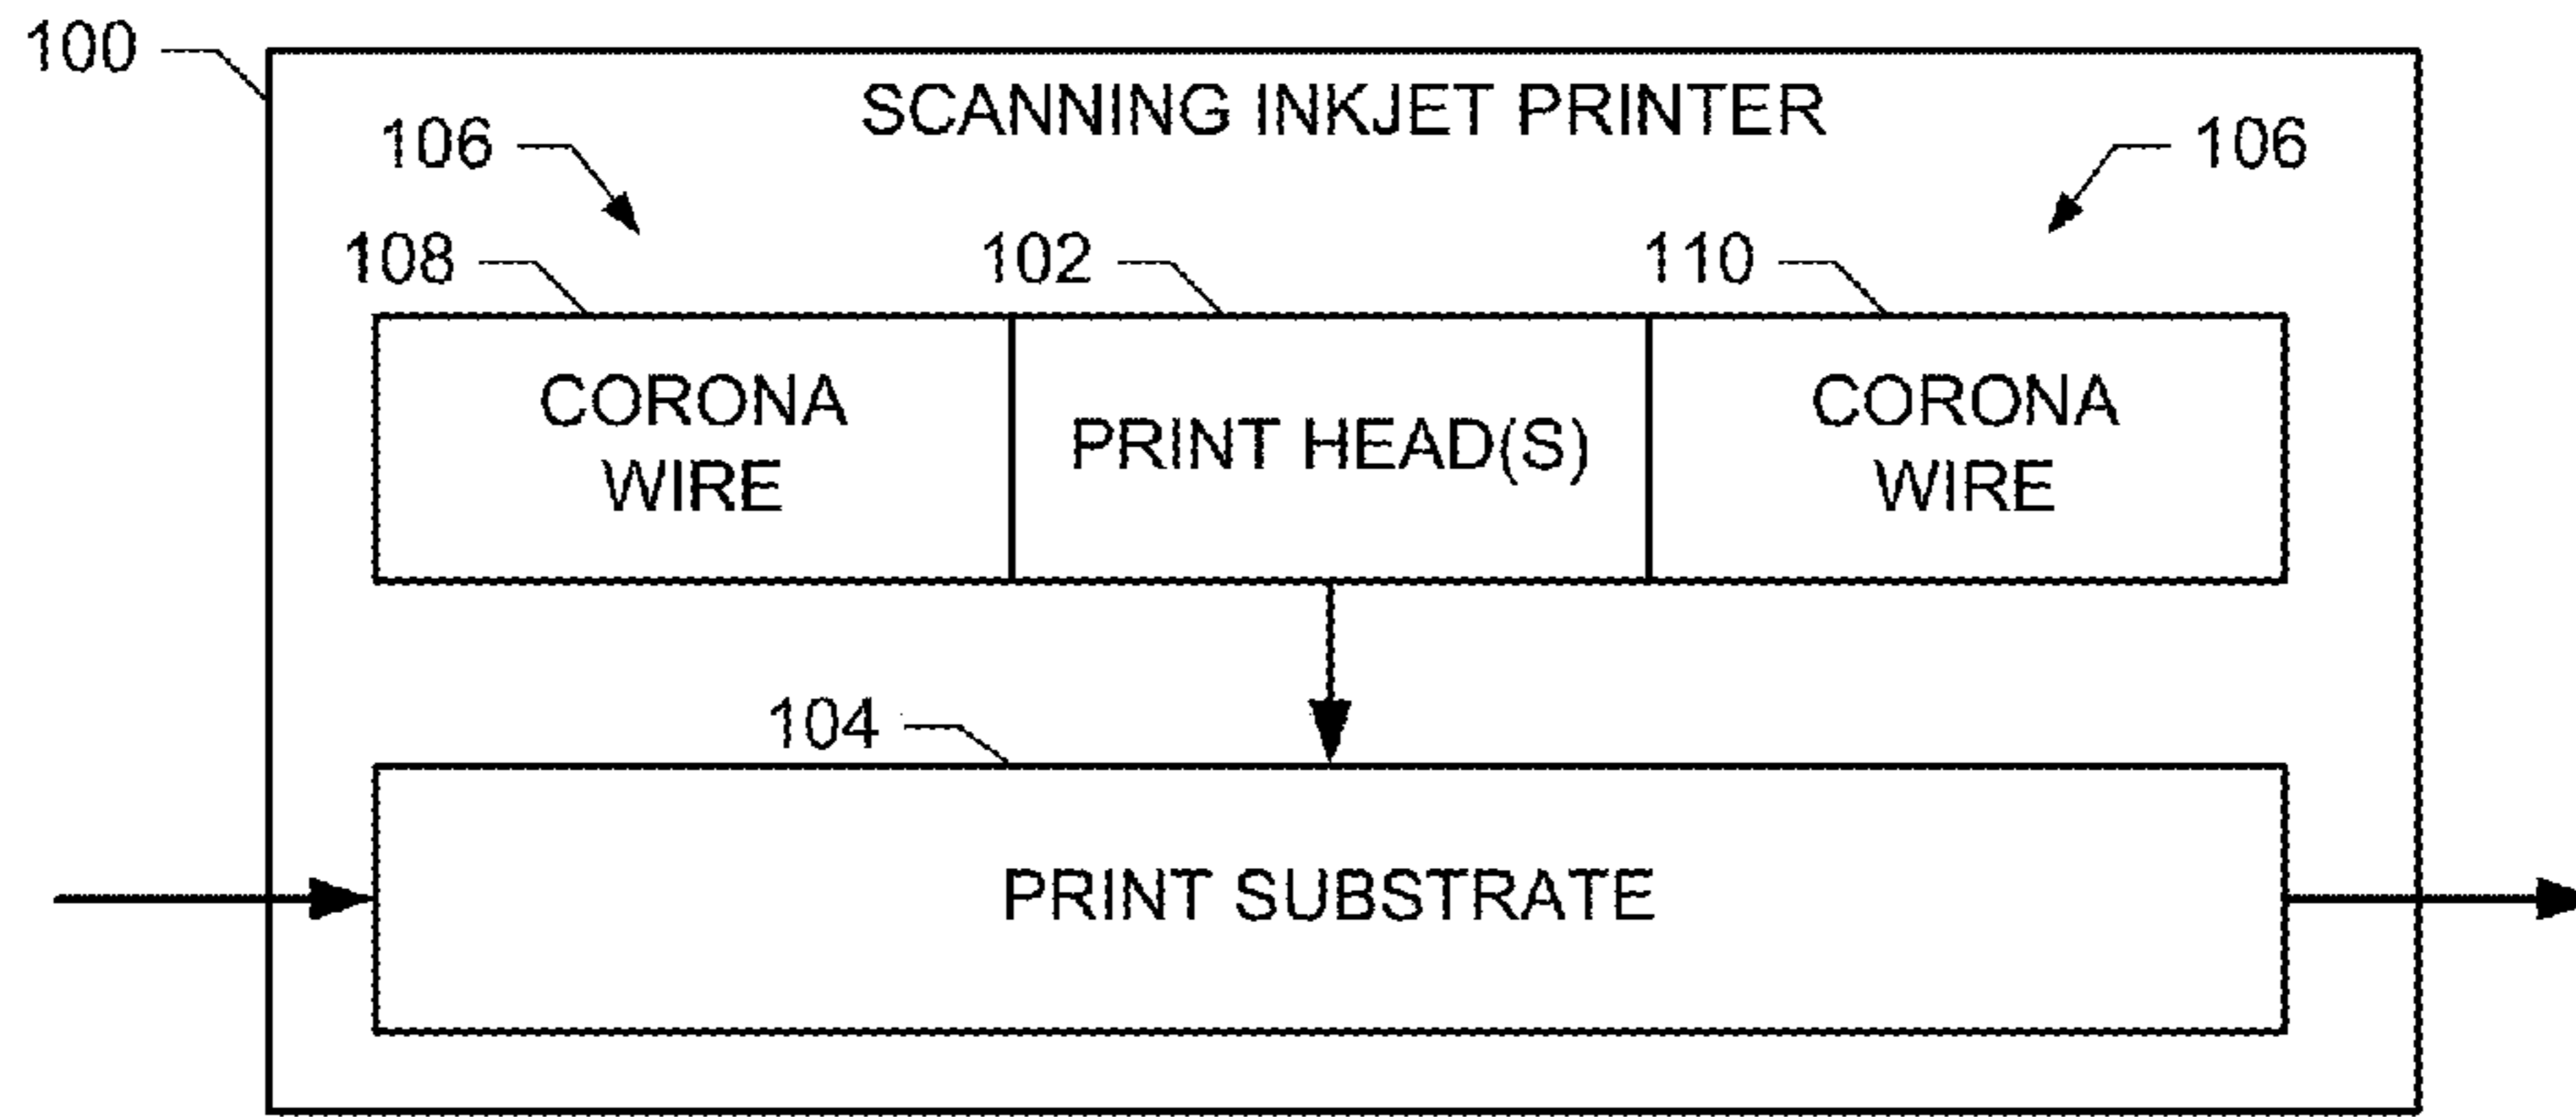 100
SCANNING INKJET PRINTER
106
106
108
102
110
CORONA
WIRE
PRINT HEAD(S)
CORONA
WIRE
104
PRINT SUBSTRATE